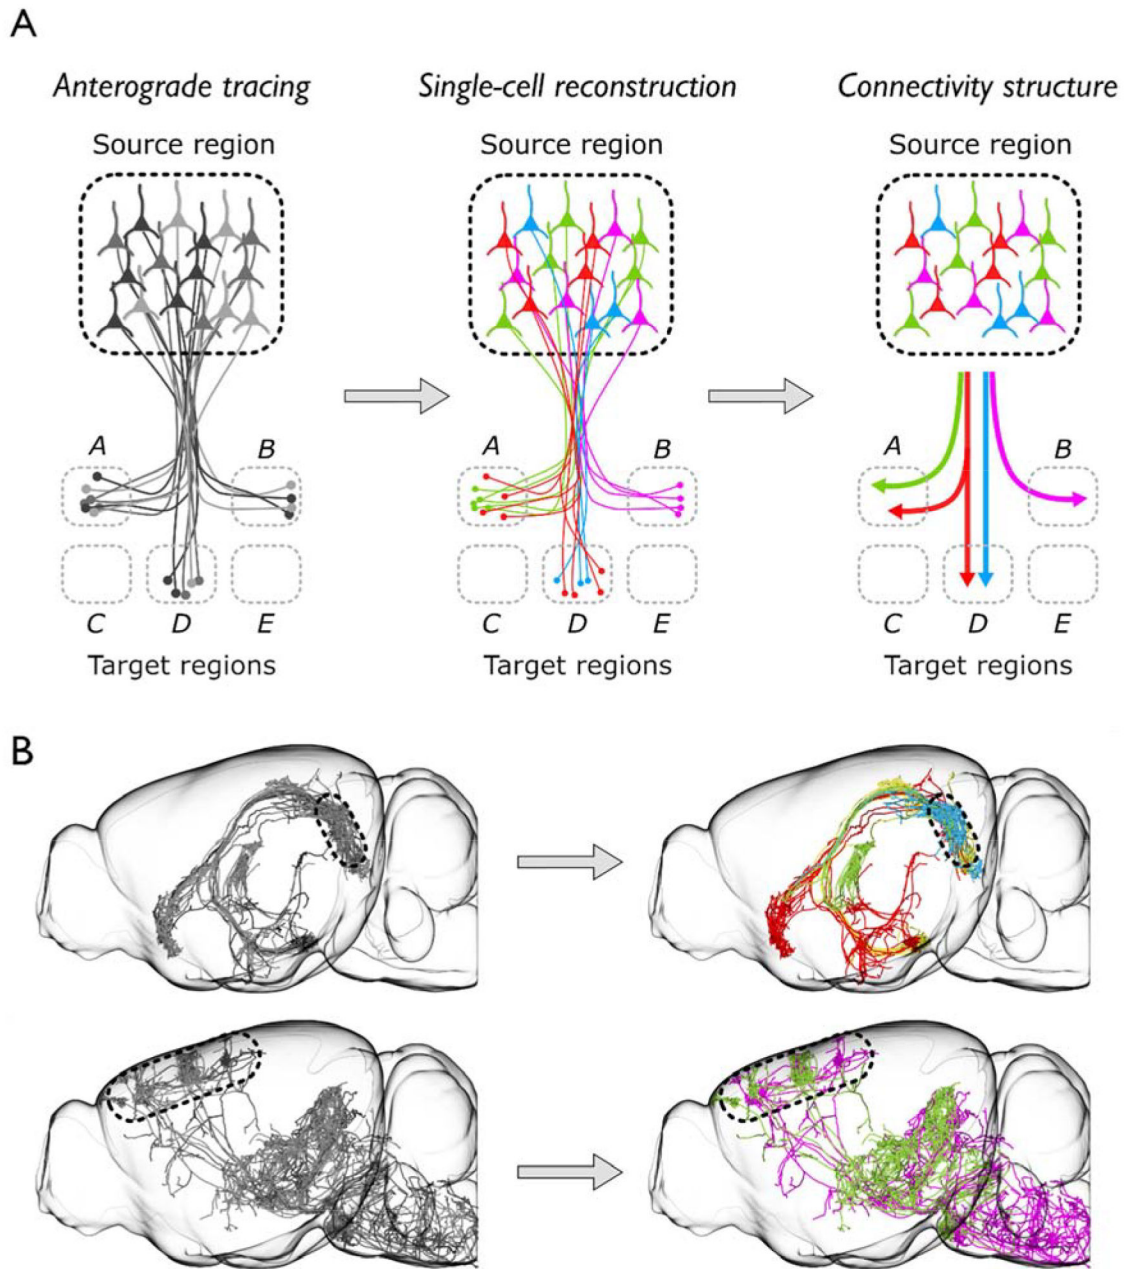 A
Anterograde tracing Single-cell reconstruction Connectivity structure
Source region Source region Source region
A B A B A B
C D E C D E C D E
Target regions Target regions Target regions
B